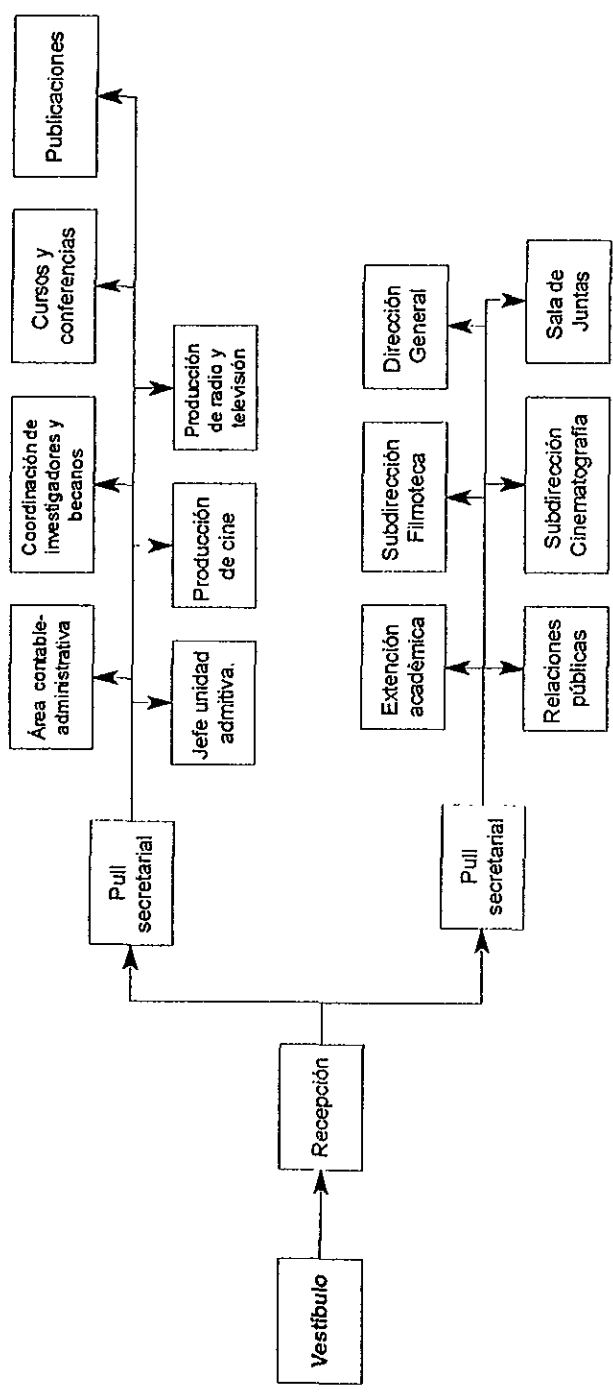 Vestíbulo
Recepción
Pull
secretarial
Área contable-
administrativa
Coordinación de
investigadores y
becanos
Cursos y
conferencias
Publicaciones
Jefe unidad
admitiva.
Producción
de cine
Producción
de radio y
televisión
Pull
secretarial
Extención
académica
Subdirección
Filmoteca
Dirección
General
Relaciones
públicas
Subdirección
Cinematografía
Sala de
Juntas